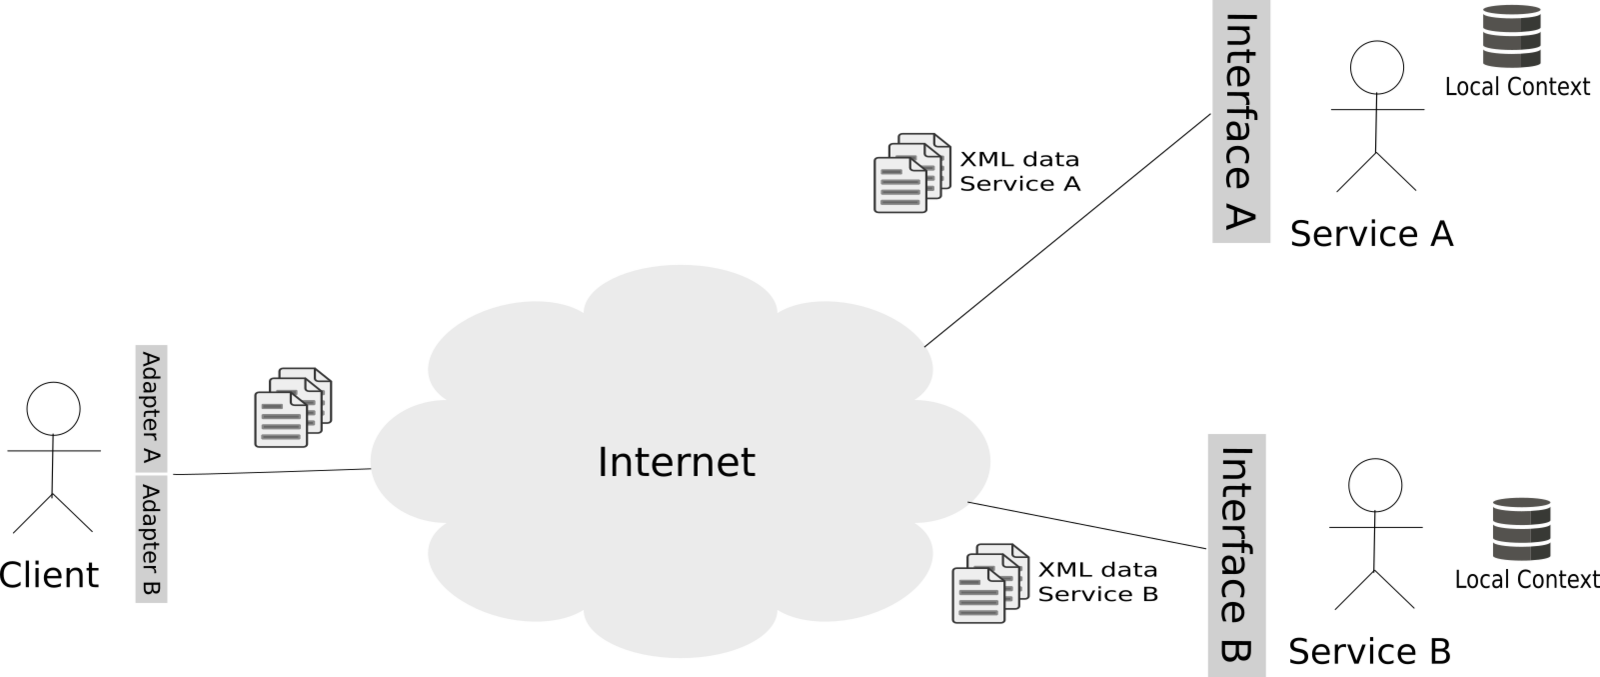 Interface A
Local Context
XML data
Service A
Service A
Adapter A
Internet
Interface B
Adapter B
XML data
Service B
Local Context
Client
Service B